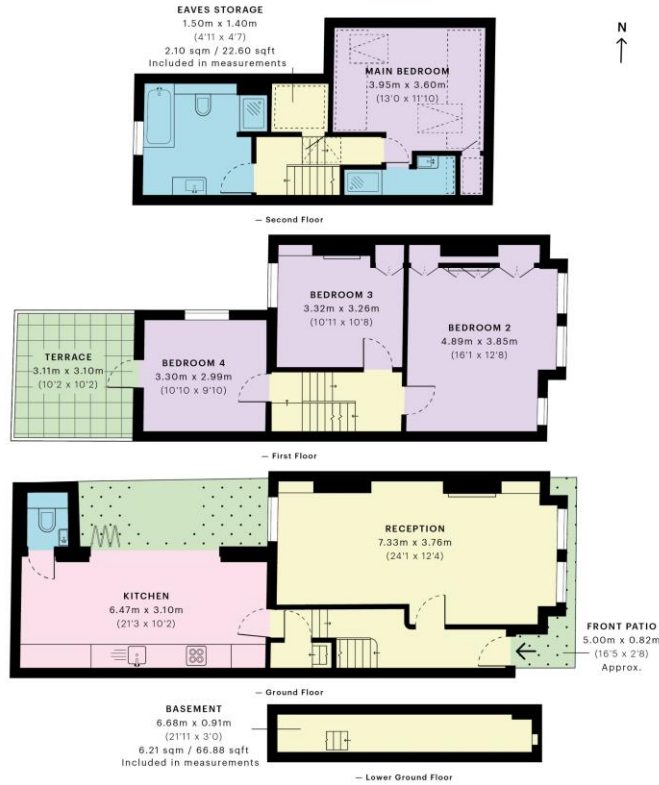 EAVES STORAGE
1.50m x 1.40m
(4'11 x 4'7)
2.10 sqm / 22.60 sqft
Included in measurements
N
MAIN BEDROOM
3.95m x 3.60m
(13'0 x 11'10)
— Second Floor
BEDROOM 3
3.32m x 3.26m
(10'11 x 10'8)
BEDROOM 2
4.89m x 3.85m
(16'1 x 12'8)
TERRACE
3.11m x 3.10m
(10'2 x 10'2)
BEDROOM 4
3.30m x 2.99m
(10'10 x 9'10)
— First Floor
RECEPTION
7.33m x 3.76m
(24'1 x 12'4)
KITCHEN
6.47m x 3.10m
(21'3 x 10'2)
FRONT PATIO
5.00m x 0.82m
(16'5 x 2'8)
Approx.
— Ground Floor
BASEMENT
6.68m x 0.91m
(21'11 x 3'0)
6.21 sqm / 66.88 sqft
Included in measurements
— Lower Ground Floor